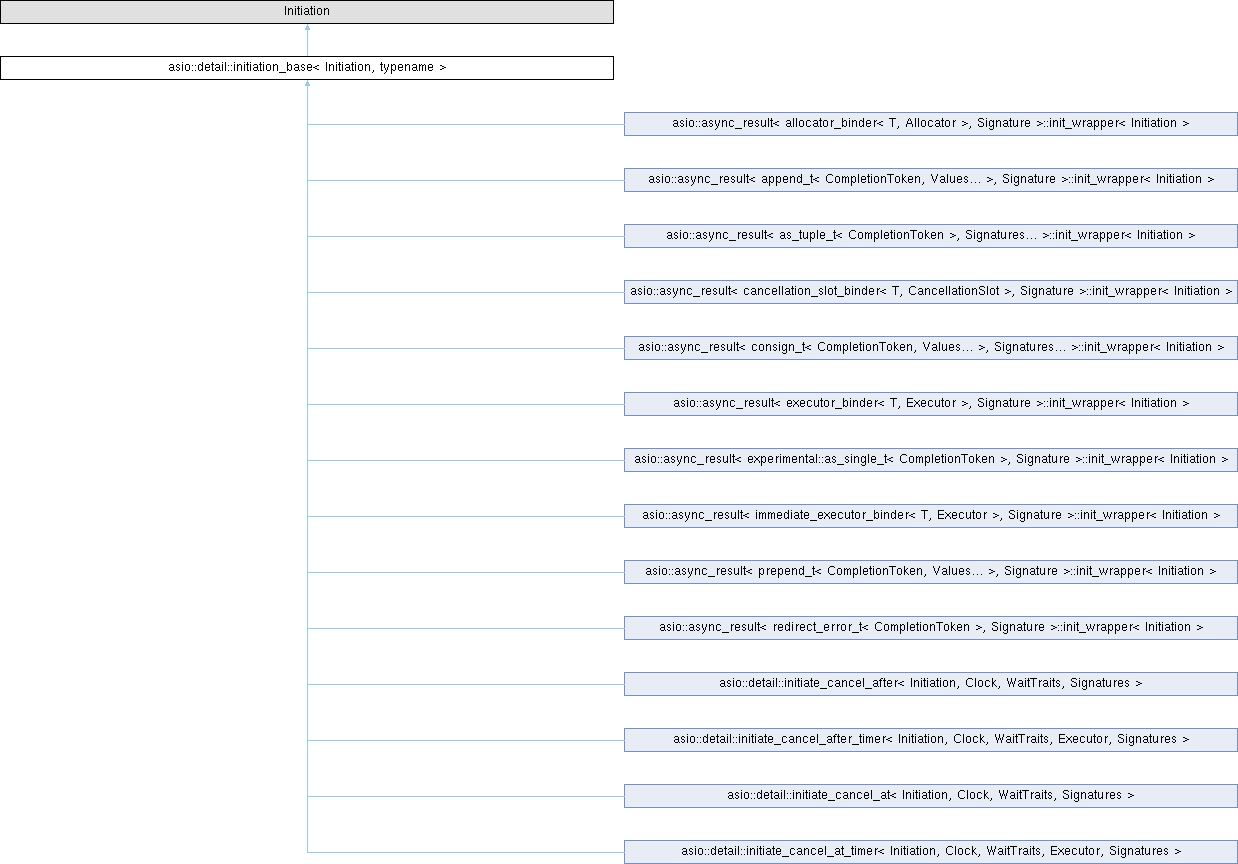 Initiation
asio::detail::initiation_base< Initiation, typename >
asio::async_result< allocator_binder< T, Allocator >, Signature >::init_wrapper< Initiation >
asio::async_result< append_t< CompletionToken, Values... >, Signature >::init_wrapper< Initiation >
asio::async_result< as_tuple_t< CompletionToken >, Signatures... >::init_wrapper< Initiation >
asio::async_result< cancellation_slot_binder< T, CancellationSlot >, Signature >::init_wrapper< Initiation >
asio::async_result< consign_t< CompletionToken, Values... >, Signatures... >::init_wrapper< Initiation >
asio::async_result< executor_binder< T, Executor >, Signature >::init_wrapper< Initiation >
asio::async_result< experimental::as_single_t< CompletionToken >, Signature >::init_wrapper< Initiation >
asio::async_result< immediate_executor_binder< T, Executor >, Signature >::init_wrapper< Initiation >
asio::async_result< prepend_t< CompletionToken, Values... >, Signature >::init_wrapper< Initiation >
asio::async_result< redirect_error_t< CompletionToken >, Signature >::init_wrapper< Initiation >
asio::detail::initiate_cancel_after< Initiation, Clock, WaitTraits, Signatures >
asio::detail::initiate_cancel_after_timer< Initiation, Clock, WaitTraits, Executor, Signatures >
asio::detail::initiate_cancel_at< Initiation, Clock, WaitTraits, Signatures >
asio::detail::initiate_cancel_at_timer< Initiation, Clock, WaitTraits, Executor, Signatures >